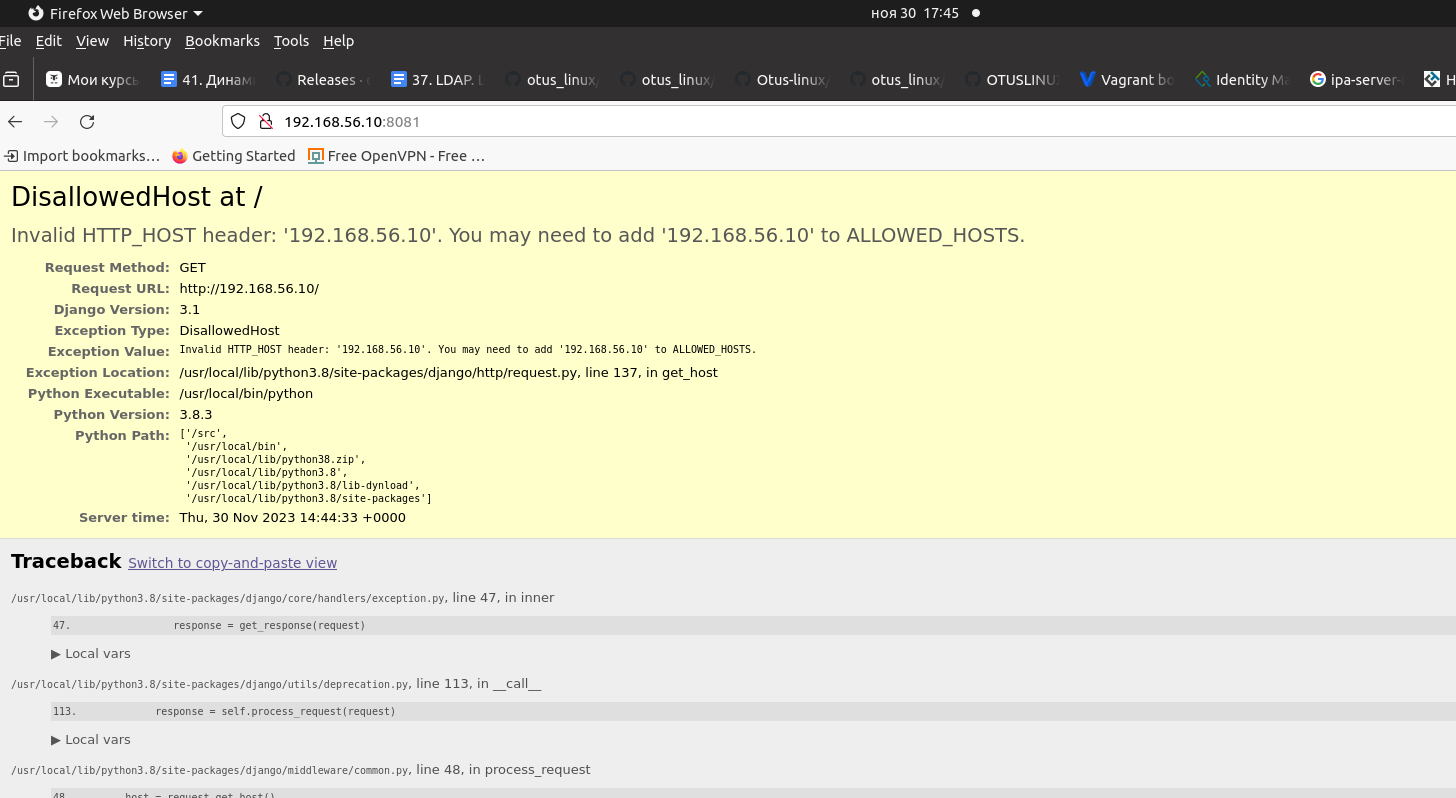 Firefox Web Browser
ноя 30 17:45
File Edit View History Bookmarks Tools Help
Мои курсы 41. Динам Releases · 37. LDAP. L otus_linux/ otus_linux/ Otus-linux/ otus_linux/ OTUSLINU Vagrant bo Identity Ma ipa-server- H
192.168.56.10:8081
Import bookmarks… Getting Started Free OpenVPN - Free …
DisallowedHost at /
Invalid HTTP_HOST header: '192.168.56.10'. You may need to add '192.168.56.10' to ALLOWED_HOSTS.
Request Method: GET
Request URL: http://192.168.56.10/
Django Version: 3.1
Exception Type: DisallowedHost
Exception Value: Invalid HTTP_HOST header: '192.168.56.10'. You may need to add '192.168.56.10' to ALLOWED_HOSTS.
Exception Location: /usr/local/lib/python3.8/site-packages/django/http/request.py, line 137, in get_host
Python Executable: /usr/local/bin/python
Python Version: 3.8.3
Python Path: ['/src',
'/usr/local/bin',
'/usr/local/lib/python38.zip',
'/usr/local/lib/python3.8',
'/usr/local/lib/python3.8/lib-dynload',
'/usr/local/lib/python3.8/site-packages']
Server time: Thu, 30 Nov 2023 14:44:33 +0000
Traceback Switch to copy-and-paste view
/usr/local/lib/python3.8/site-packages/django/core/handlers/exception.py, line 47, in inner
47. response = get_response(request)
▶ Local vars
/usr/local/lib/python3.8/site-packages/django/utils/deprecation.py, line 113, in __call__
113. response = self.process_request(request)
▶ Local vars
/usr/local/lib/python3.8/site-packages/django/middleware/common.py, line 48, in process_request
48. host = request.get_host()